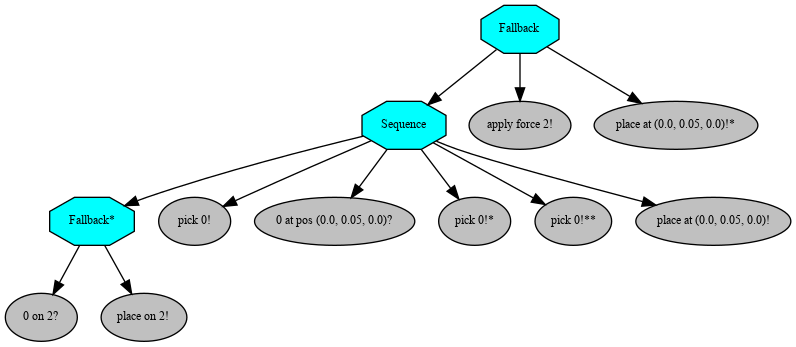 Fallback
Sequence
apply force 2!
place at (0.0, 0.05, 0.0)!*
Fallback*
pick 0!
0 at pos (0.0, 0.05, 0.0)?
pick 0!*
pick 0!**
place at (0.0, 0.05, 0.0)!
0 on 2?
place on 2!